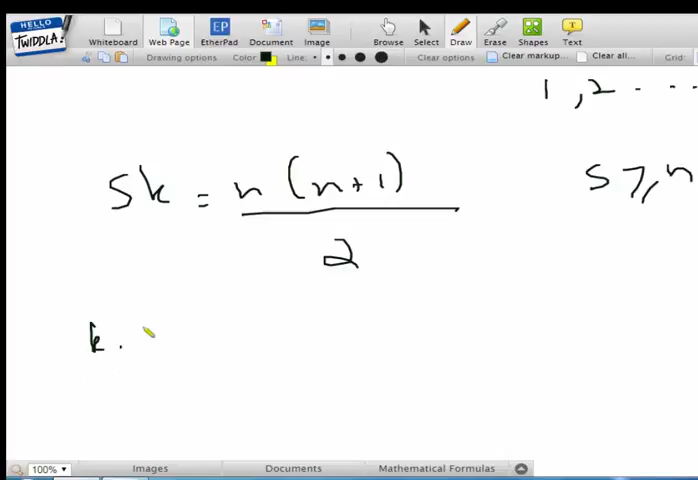 HELLO
TWIDDLA!
Whiteboard Web Page EtherPad Document Image Browse Select Draw Erase Shapes Text
Drawing options Color: Line: Clear options Clear markup... Clear all... Grid:
1 , 2 - - - -
sk = n (n+1)
2
s ≥ n
k .
100% Images Documents Mathematical Formulas